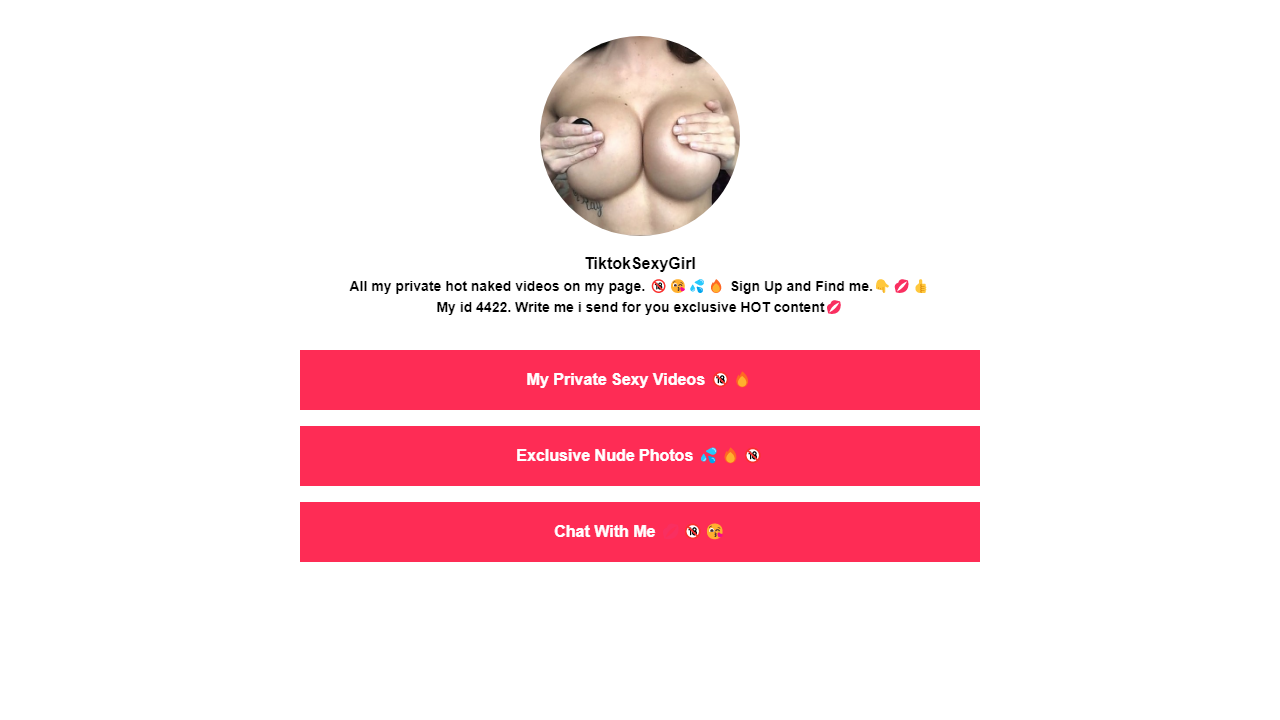 TiktokSexyGirl
All my private hot naked videos on my page. 🔞😘💦🔥 Sign Up and Find me.👇💋👍
My id 4422. Write me i send for you exclusive HOT content💋
My Private Sexy Videos 🔞🔥
Exclusive Nude Photos 💦🔥🔞
Chat With Me 💋🔞😘